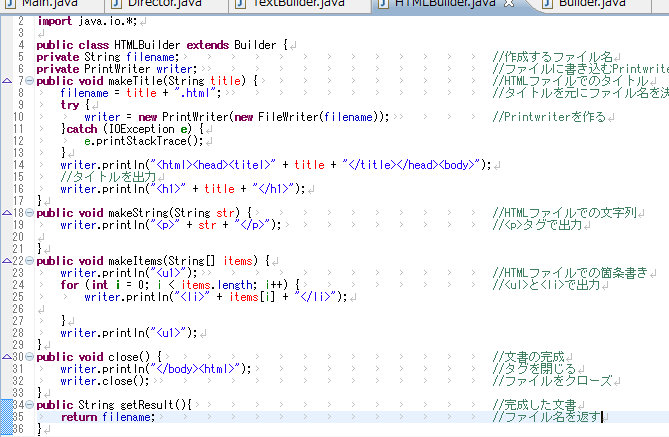 Main.java Director.java TextBuilder.java HTMLBuilder.java Builder.java
2 import java.io.*;
3
4 public class HTMLBuilder extends Builder {
5 private String filename; //作成するファイル名
6 private PrintWriter writer; //ファイルに書き込むPrintwrite
7 public void makeTitle(String title) { //HTMLファイルでのタイトル
8 filename = title + ".html"; //タイトルを元にファイル名を決
9 try {
10 writer = new PrintWriter(new FileWriter(filename)); //Printwriterを作る
11 }catch (IOException e) {
12 e.printStackTrace();
13 }
14 writer.println("<html><head><titel>" + title + "</title></head><body>");
15 //タイトルを出力
16 writer.println("<h1>" + title + "</h1>");
17 }
18 public void makeString(String str) { //HTMLファイルでの文字列
19 writer.println("<p>" + str + "</p>"); //<p>タグで出力
20
21 }
22 public void makeItems(String[] items) {
23 writer.println("<u1>"); //HTMLファイルでの箇条書き
24 for (int i = 0; i < items.length; i++) { //<ul>と<li>で出力
25 writer.println("<li>" + items[i] + "</li>");
26
27 }
28 writer.println("<u1>");
29 }
30 public void close() { //文書の完成
31 writer.println("</body><html>"); //タグを閉じる
32 writer.close(); //ファイルをクローズ
33 }
34 public String getResult(){ //完成した文書
35 return filename; //ファイル名を返す
36 }